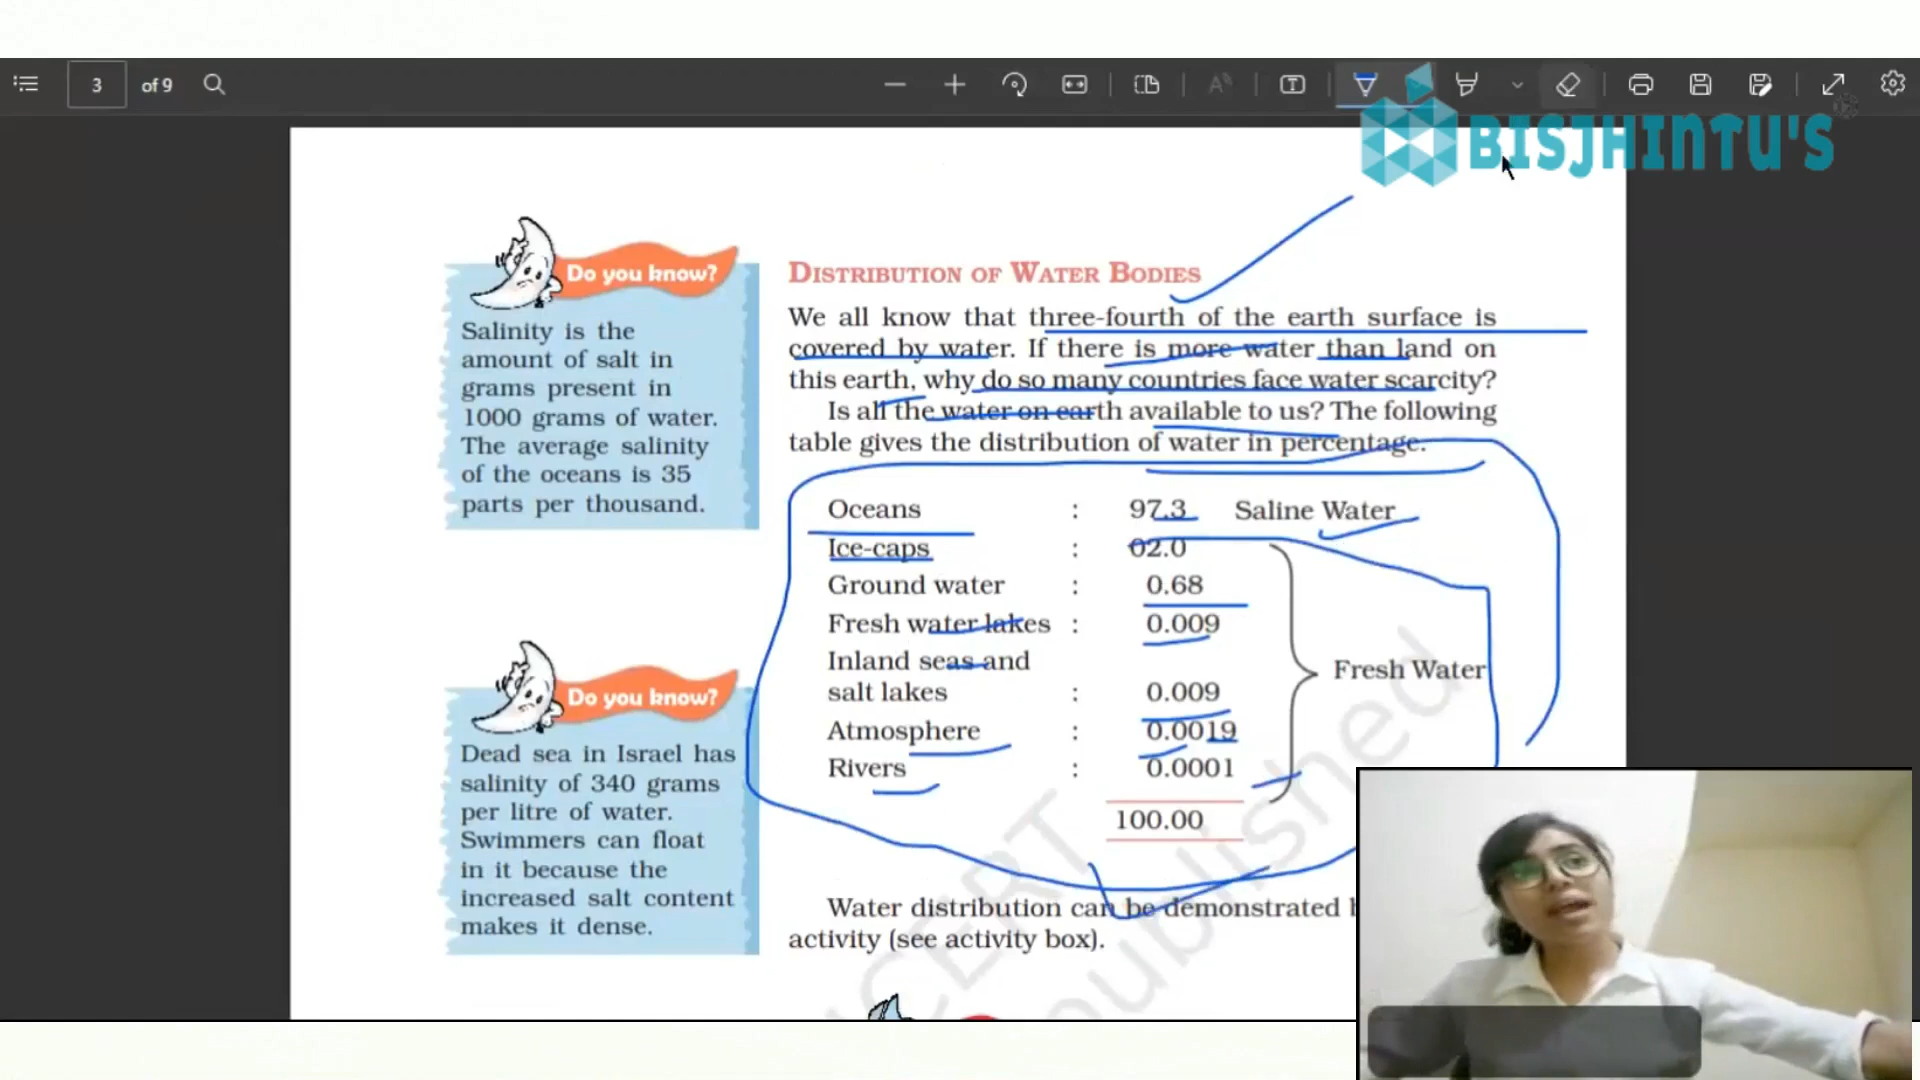 3 of 9
BISJHINTU'S
Do you know?
Salinity is the
amount of salt in
grams present in
1000 grams of water.
The average salinity
of the oceans is 35
parts per thousand.
Do you know?
Dead sea in Israel has
salinity of 340 grams
per litre of water.
Swimmers can float
in it because the
increased salt content
makes it dense.
DISTRIBUTION OF WATER BODIES
We all know that three-fourth of the earth surface is
covered by water. If there is more water than land on
this earth, why do so many countries face water scarcity?
Is all the water on earth available to us? The following
table gives the distribution of water in percentage.
Oceans : 97.3 Saline Water
Ice-caps : 02.0
Ground water : 0.68
Fresh water lakes : 0.009
Inland seas and
salt lakes : 0.009
Atmosphere : 0.0019
Rivers : 0.0001
Fresh Water
100.00
Water distribution can be demonstrated
activity (see activity box).